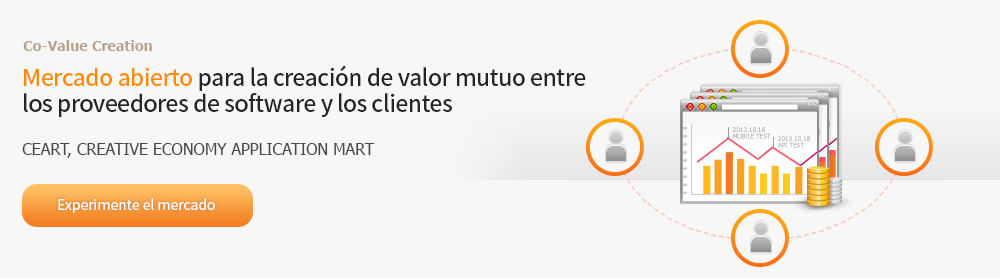 Co-Value Creation
Mercado abierto para la creación de valor mutuo entre
los proveedores de software y los clientes
CEART, CREATIVE ECONOMY APPLICATION MART
Experimente el mercado
2013.10.18
MOBILE TEST
2013.10.18
API TEST